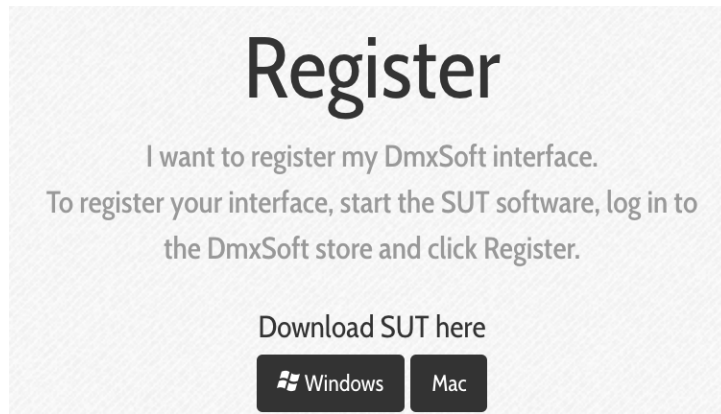 Register
I want to register my DmxSoft interface.
To register your interface, start the SUT software, log in to
the DmxSoft store and click Register.
Download SUT here
Windows Mac